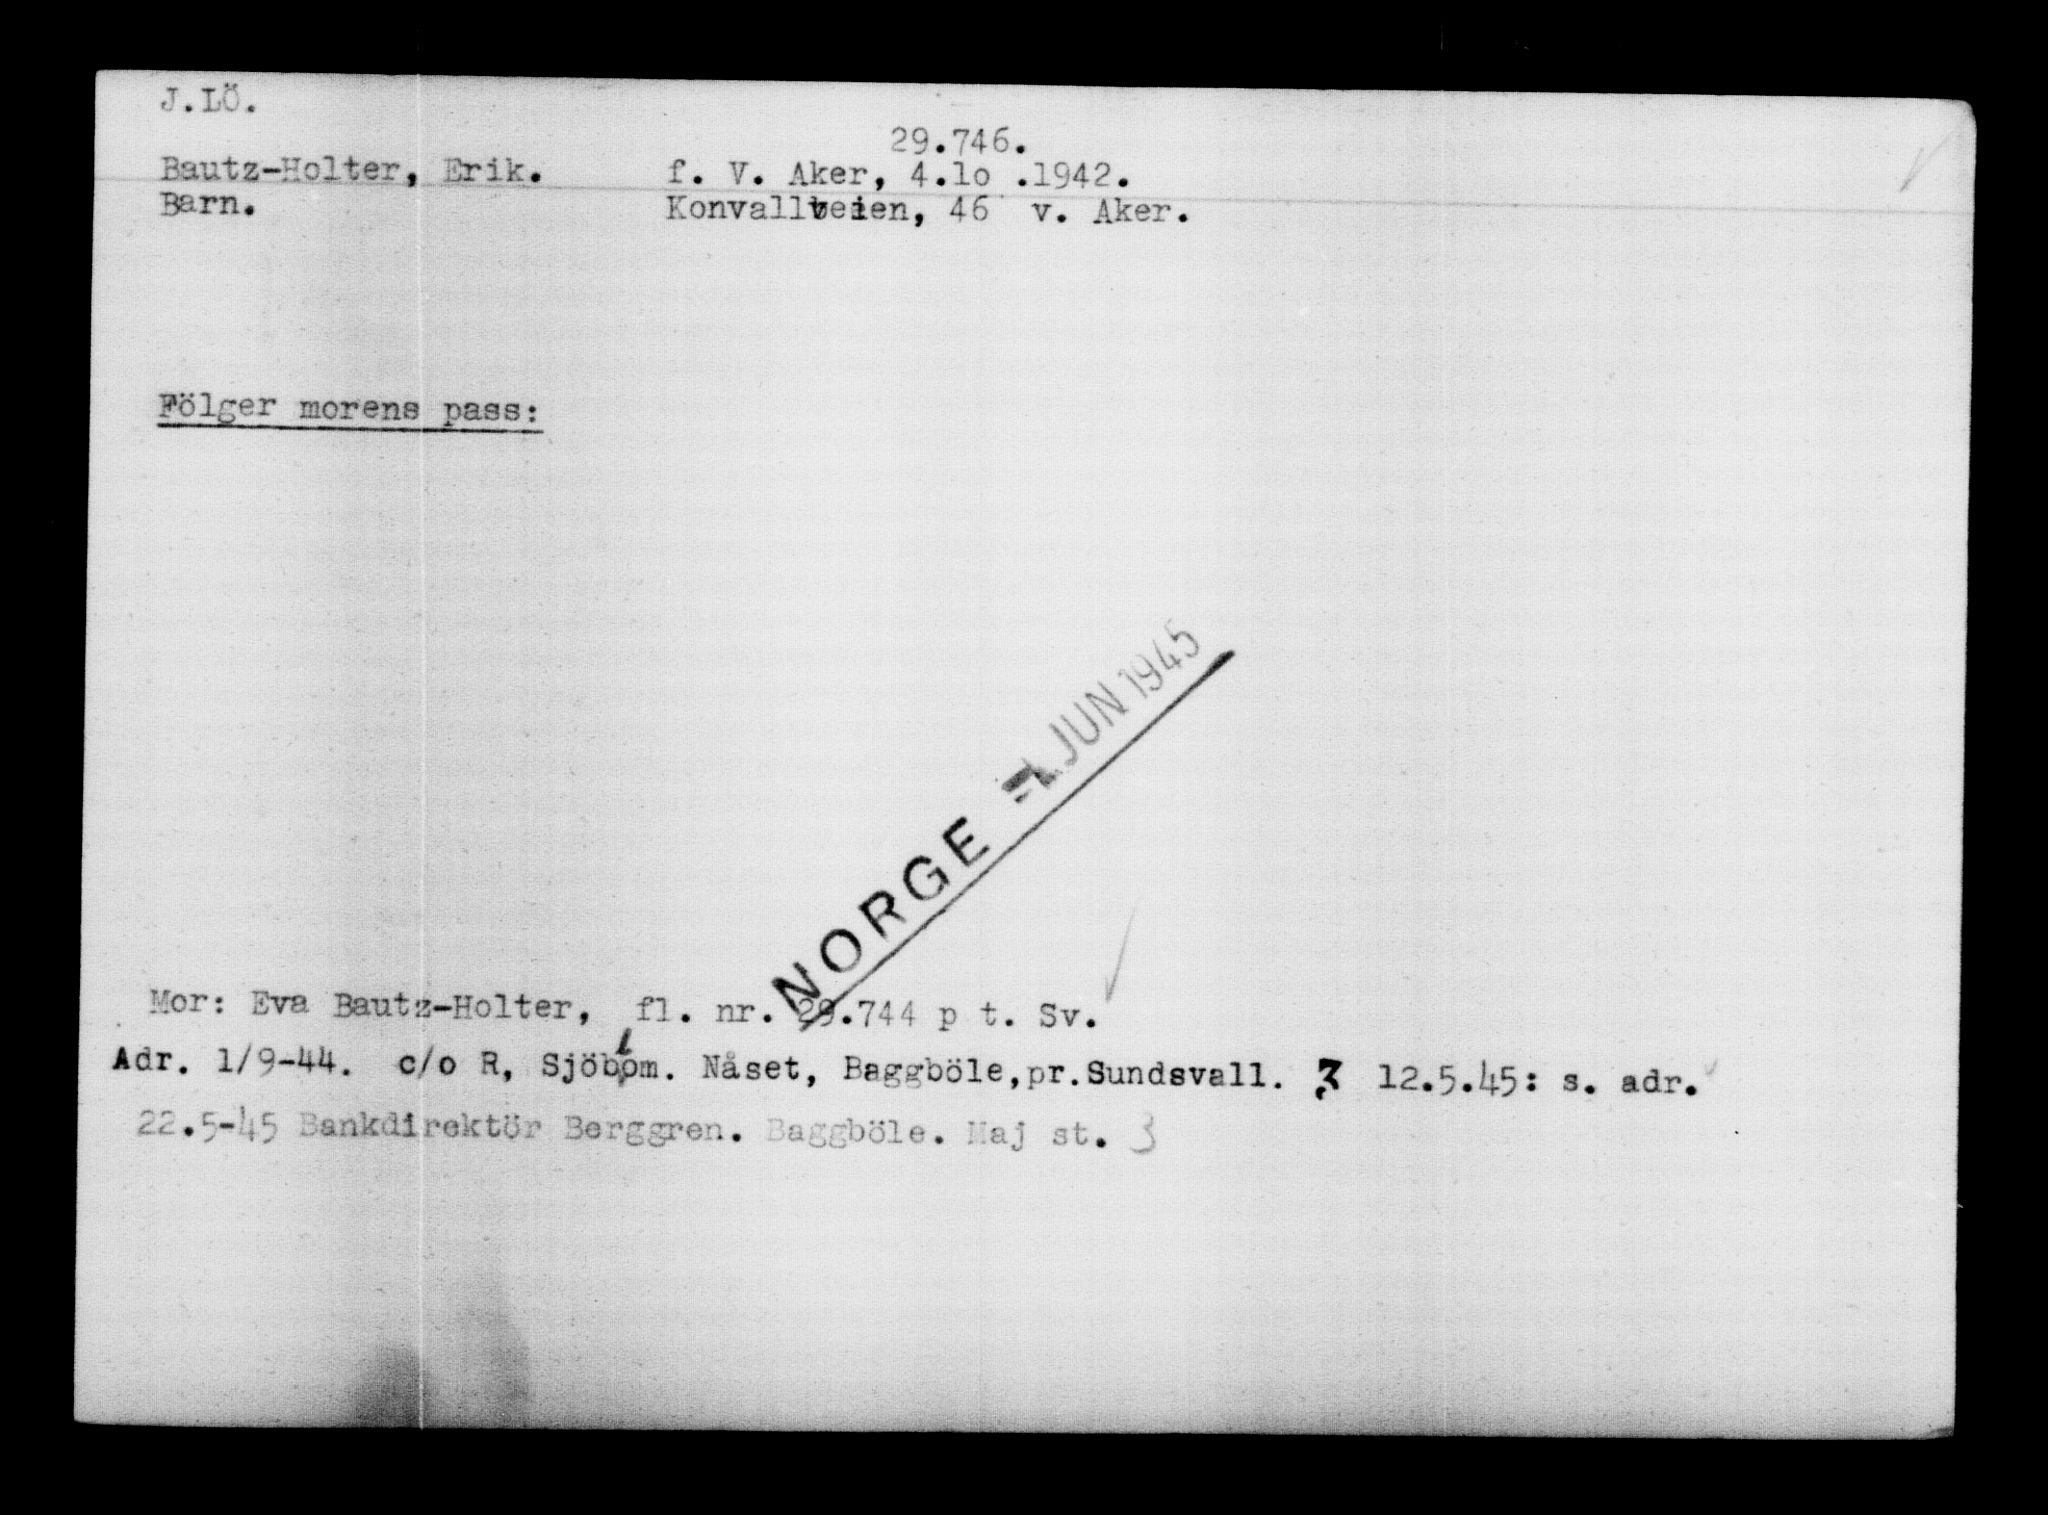 J.LÖ.
29.746.
Bautz-Holter, Erik. f. V. Aker, 4.lo .1942.
Barn. Konvallveien, 46 v. Aker.
Fölger morens pass:
NORGE JUN 1945
Mor: Eva Bautz-Holter, fl. nr. 29.744 p t. Sv.
Adr. 1/9-44. c/o R, Sjöblom. Nåset, Baggböle,pr.Sundsvall. 3 12.5.45: s. adr.
22.5-45 Bankdirektör Berggren. Baggböle. Maj st. 3